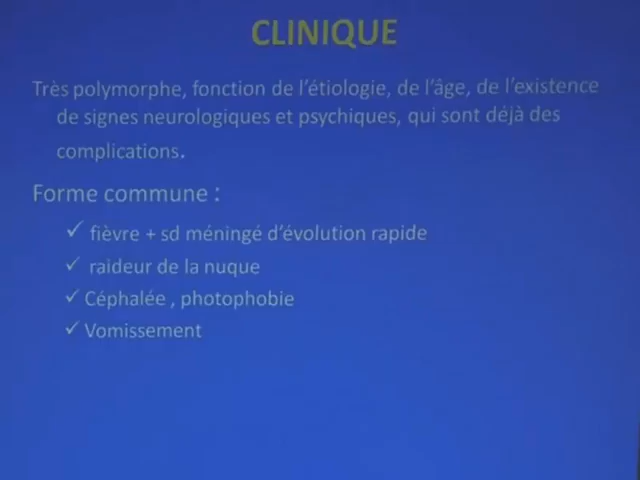 CLINIQUE
Très polymorphe, fonction de l'étiologie, de l'âge, de l'existence
de signes neurologiques et psychiques, qui sont déjà des
complications.
Forme commune :
✓ fièvre + sd méningé d'évolution rapide
✓ raideur de la nuque
✓ Céphalée , photophobie
✓ Vomissement